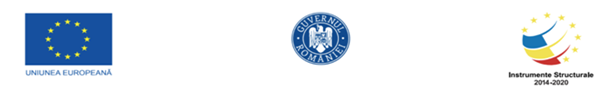 UNIUNEA EUROPEANĂ
GUVERNUL
ROMÂNIEI
Instrumente Structurale
2014-2020